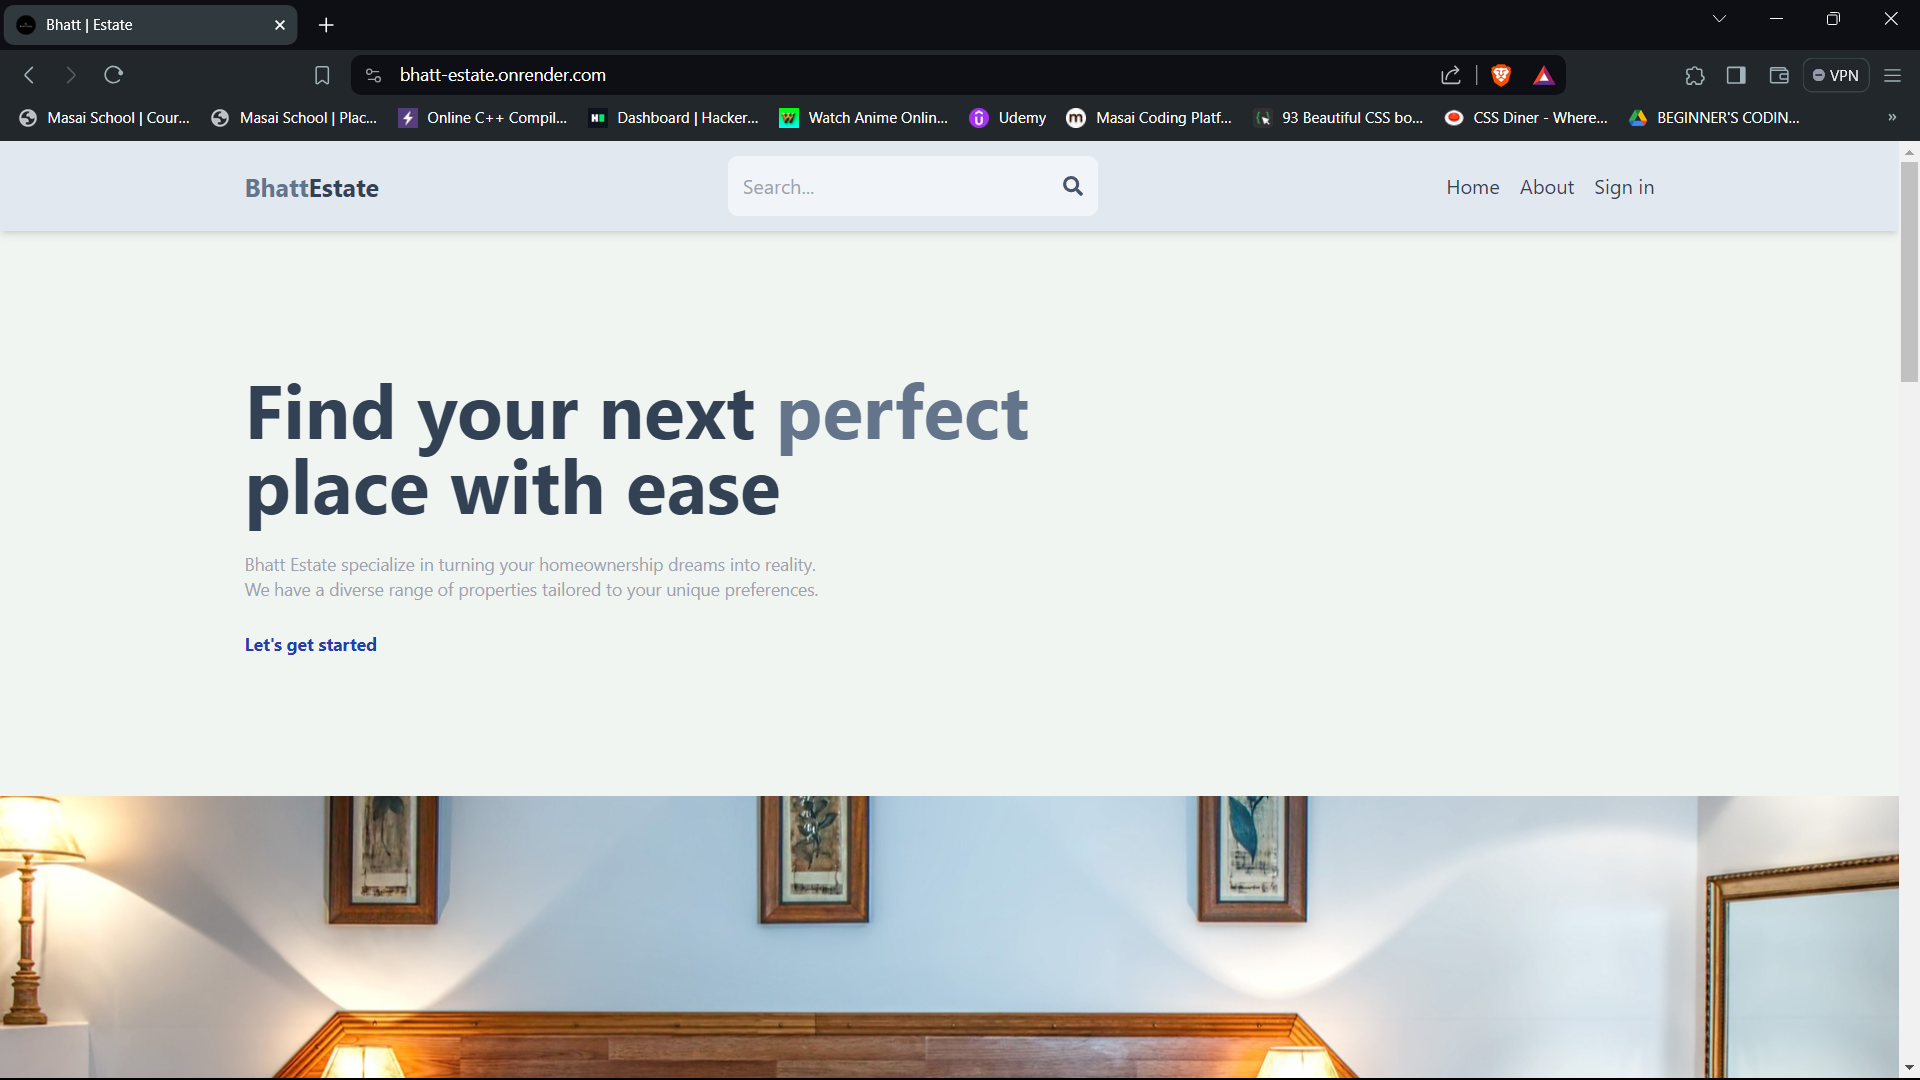 Bhatt | Estate
bhatt-estate.onrender.com
VPN
Masai School | Cour...
Masai School | Plac...
Online C++ Compil...
Dashboard | Hacker...
Watch Anime Onlin...
Udemy
Masai Coding Platf...
93 Beautiful CSS bo...
CSS Diner - Where...
BEGINNER'S CODIN...
BhattEstate
Search...
Home
About
Sign in
Find your next perfect
place with ease
Bhatt Estate specialize in turning your homeownership dreams into reality.
We have a diverse range of properties tailored to your unique preferences.
Let's get started